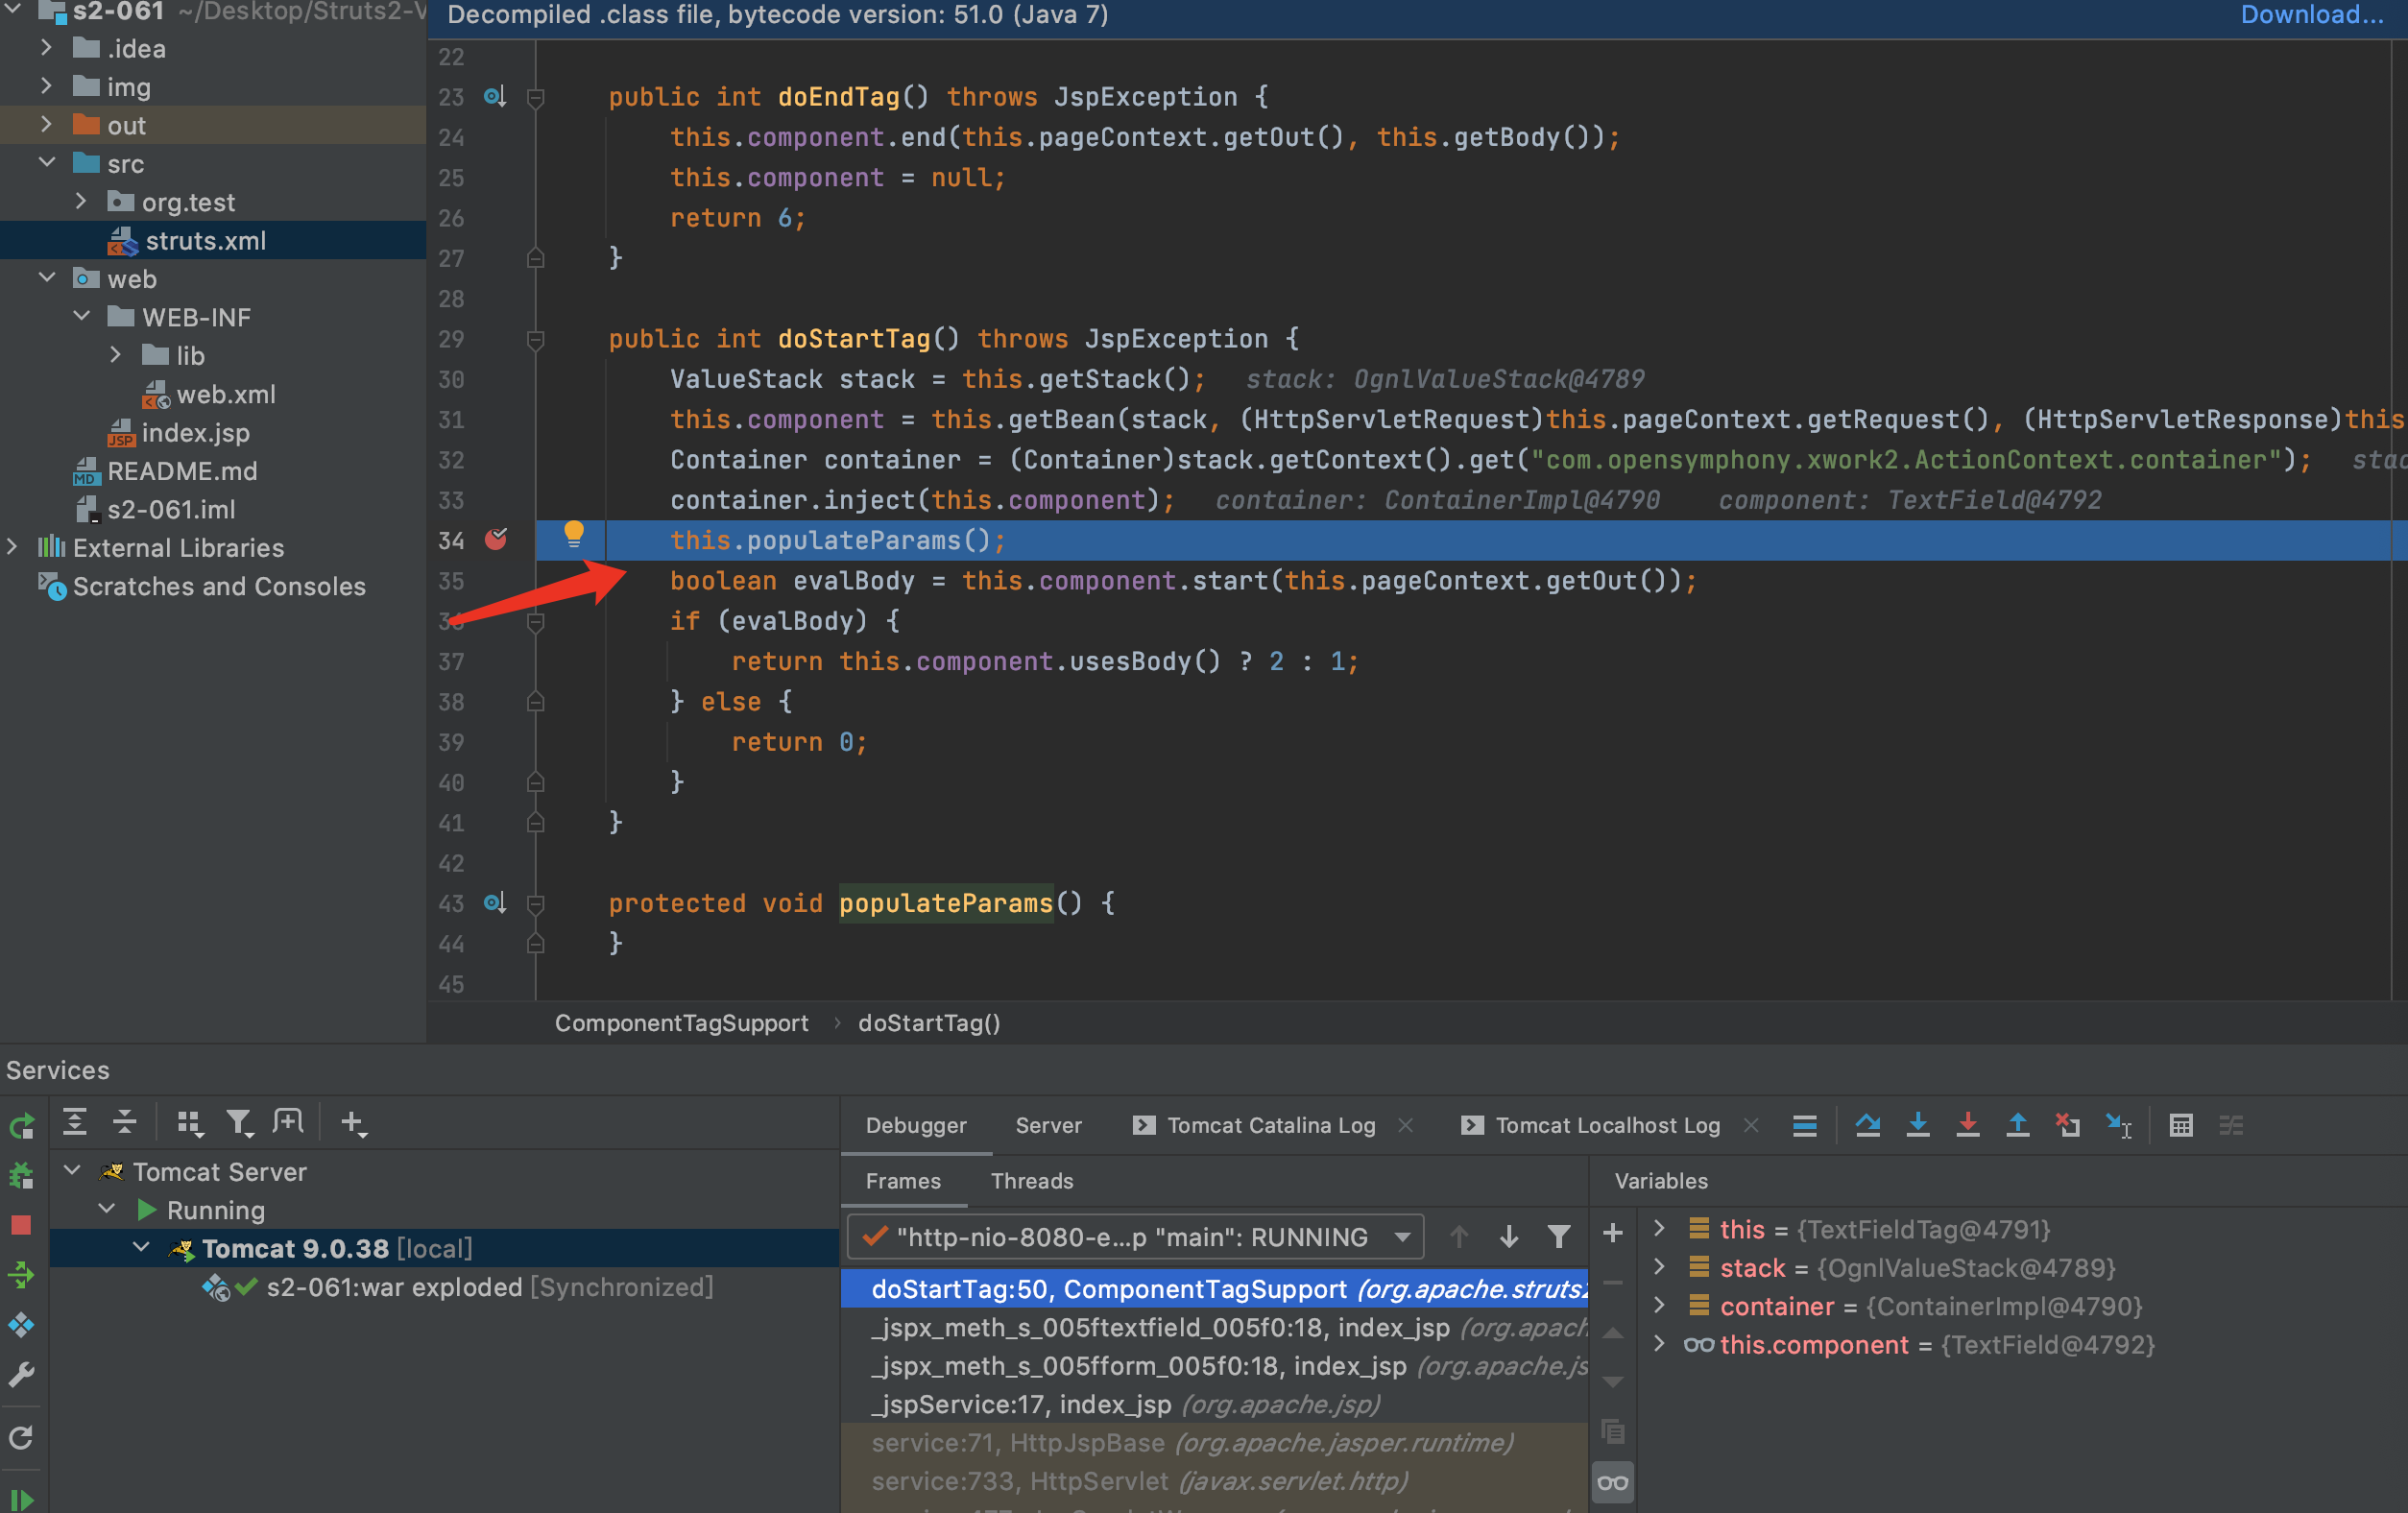 s2-061 ~/Desktop/Struts2-V
.idea
img
out
src
org.test
struts.xml
web
WEB-INF
lib
web.xml
index.jsp
README.md
s2-061.iml
External Libraries
Scratches and Consoles
Decompiled .class file, bytecode version: 51.0 (Java 7) Download...
22
23 public int doEndTag() throws JspException {
24 this.component.end(this.pageContext.getOut(), this.getBody());
25 this.component = null;
26 return 6;
27 }
28
29 public int doStartTag() throws JspException {
30 ValueStack stack = this.getStack(); stack: OgnlValueStack@4789
31 this.component = this.getBean(stack, (HttpServletRequest)this.pageContext.getRequest(), (HttpServletResponse)this
32 Container container = (Container)stack.getContext().get("com.opensymphony.xwork2.ActionContext.container"); stac
33 container.inject(this.component); container: ContainerImpl@4790 component: TextField@4792
34 this.populateParams();
35 boolean evalBody = this.component.start(this.pageContext.getOut());
36 if (evalBody) {
37 return this.component.usesBody() ? 2 : 1;
38 } else {
39 return 0;
40 }
41 }
42
43 protected void populateParams() {
44 }
45
ComponentTagSupport › doStartTag()
Services
Tomcat Server
Running
Tomcat 9.0.38 [local]
s2-061:war exploded [Synchronized]
Debugger Server Tomcat Catalina Log Tomcat Localhost Log
Frames Threads
"http-nio-8080-e...p "main": RUNNING
doStartTag:50, ComponentTagSupport (org.apache.struts2
_jspx_meth_s_005ftextfield_005f0:18, index_jsp (org.apach
_jspx_meth_s_005fform_005f0:18, index_jsp (org.apache.js
_jspService:17, index_jsp (org.apache.jsp)
service:71, HttpJspBase (org.apache.jasper.runtime)
service:733, HttpServlet (javax.servlet.http)
Variables
this = {TextFieldTag@4791}
stack = {OgnlValueStack@4789}
container = {ContainerImpl@4790}
this.component = {TextField@4792}